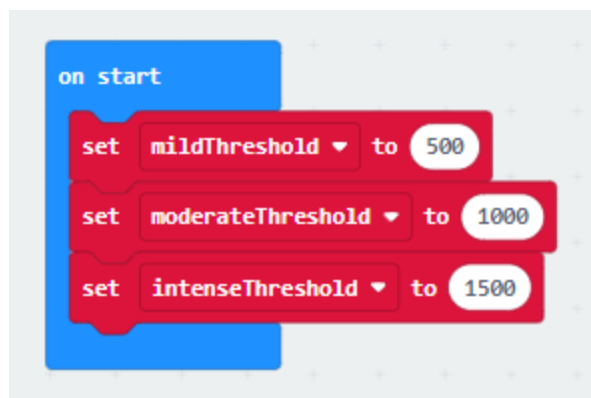 on start
set mildThreshold to 500
set moderateThreshold to 1000
set intenseThreshold to 1500